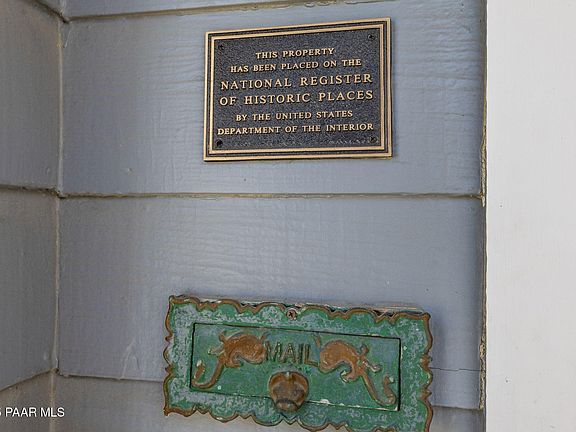 THIS PROPERTY
HAS BEEN PLACED ON THE
NATIONAL REGISTER
OF HISTORIC PLACES
BY THE UNITED STATES
DEPARTMENT OF THE INTERIOR
MAIL
PAAR MLS